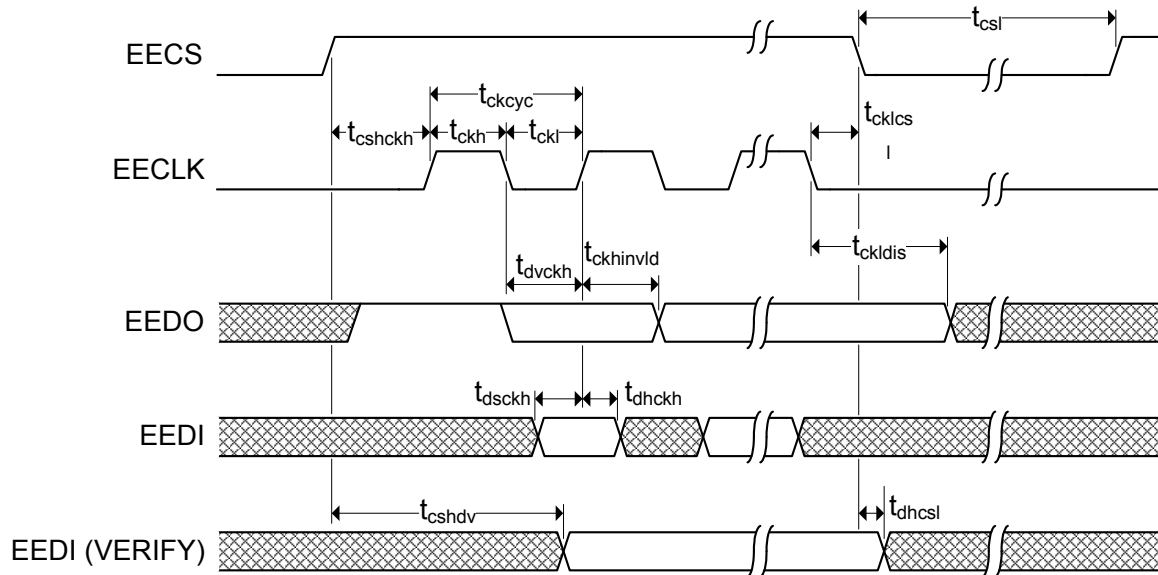 EECS
t_csl
t_ckcyc
t_cshckh
t_ckh
t_ckl
t_cklcs
l
EECLK
t_dvckh
t_ckhinvld
t_ckldis
EEDO
t_dsckh
t_dhckh
EEDI
t_cshdv
t_dhcsl
EEDI (VERIFY)